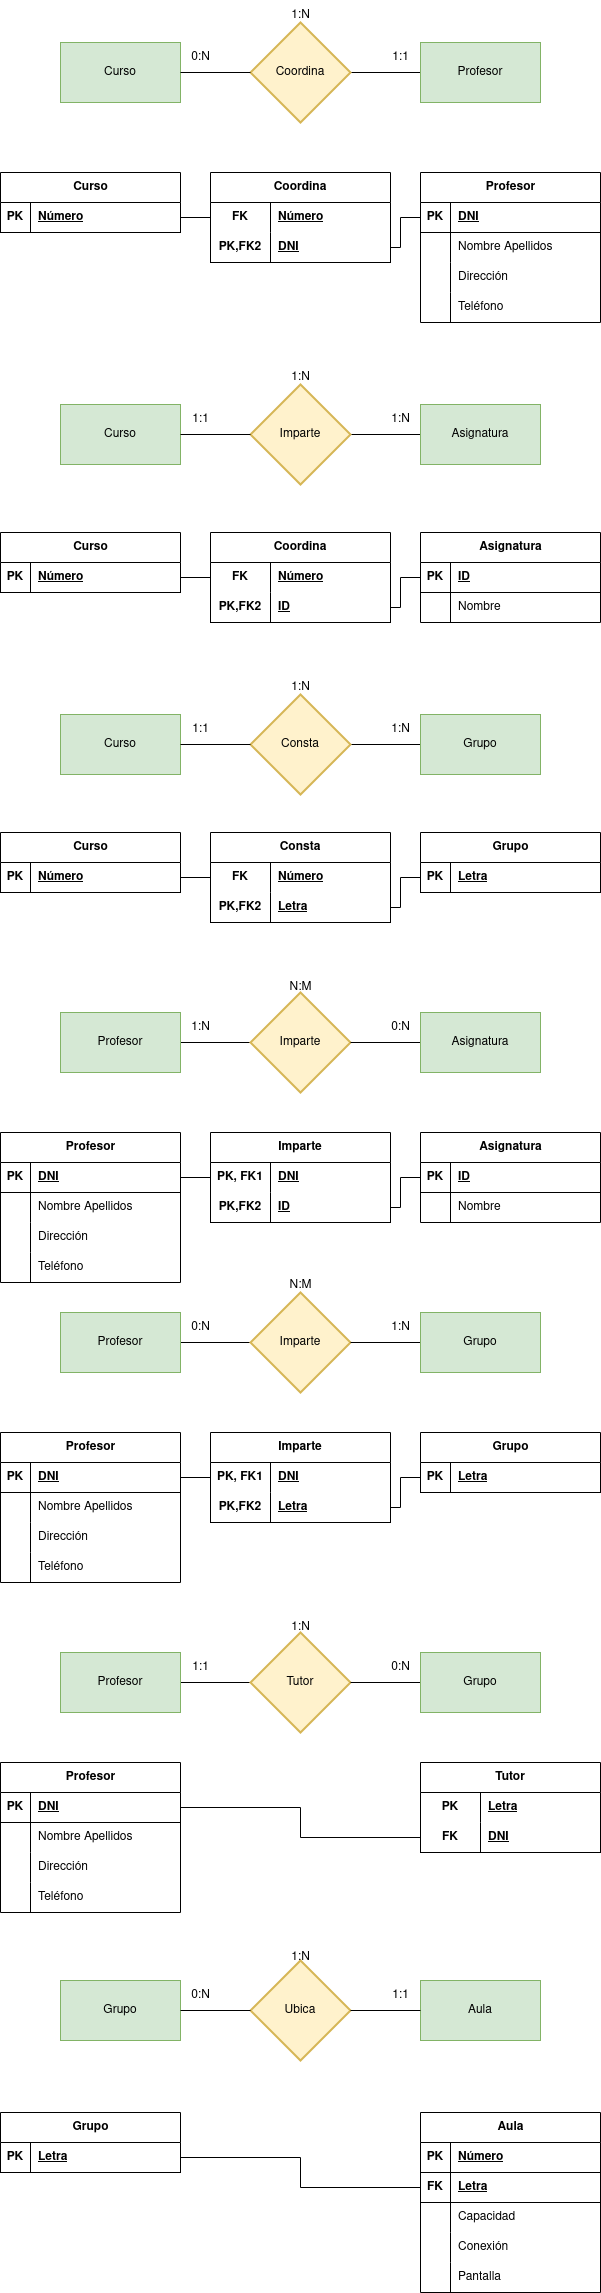 1:N
0:N 1:1
Curso Coordina Profesor
Curso Coordina Profesor
PK Número FK Número PK DNI
PK,FK2 DNI Nombre Apellidos
Dirección
Teléfono
1:N
1:1 1:N
Curso Imparte Asignatura
Curso Coordina Asignatura
PK Número FK Número PK ID
PK,FK2 ID Nombre
1:N
1:1 1:N
Curso Consta Grupo
Curso Consta Grupo
PK Número FK Número PK Letra
PK,FK2 Letra
N:M
1:N 0:N
Profesor Imparte Asignatura
Profesor Imparte Asignatura
PK DNI PK, FK1 DNI PK ID
Nombre Apellidos PK,FK2 ID Nombre
Dirección
Teléfono
N:M
0:N 1:N
Profesor Imparte Grupo
Profesor Imparte Grupo
PK DNI PK, FK1 DNI PK Letra
Nombre Apellidos PK,FK2 Letra
Dirección
Teléfono
1:N
1:1 0:N
Profesor Tutor Grupo
Profesor Tutor
PK DNI PK Letra
Nombre Apellidos FK DNI
Dirección
Teléfono
1:N
0:N 1:1
Grupo Ubica Aula
Grupo Aula
PK Letra PK Número
FK Letra
Capacidad
Conexión
Pantalla